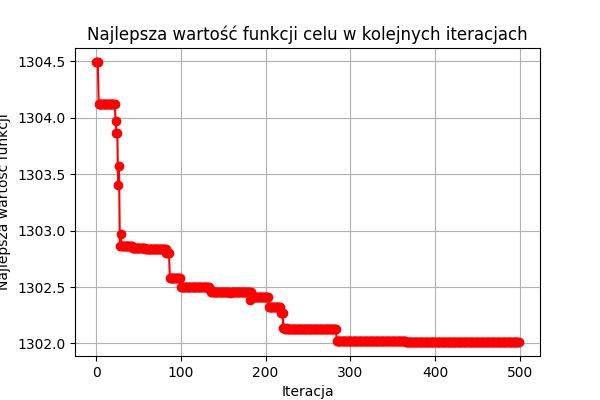 Najlepsza wartość funkcji celu w kolejnych iteracjach
Najlepsza wartość funkcji
1304.5
1304.0
1303.5
1303.0
1302.5
1302.0
0 100 200 300 400 500
Iteracja